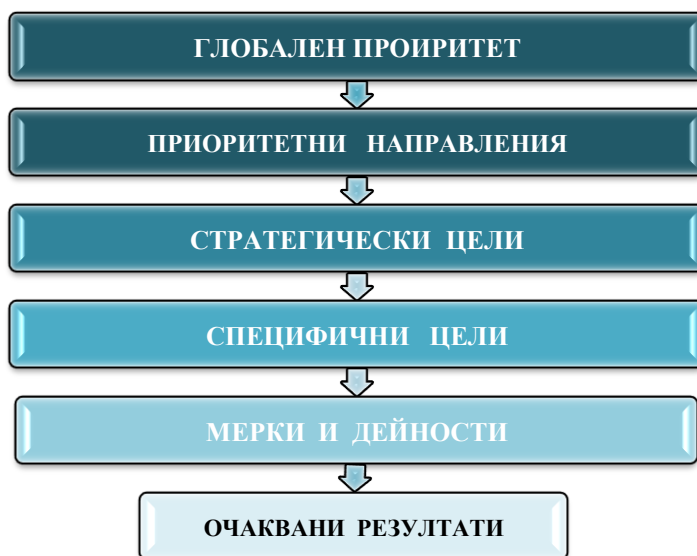 ГЛОБАЛЕН ПРОИРИТЕТ
ПРИОРИТЕТНИ НАПРАВЛЕНИЯ
СТРАТЕГИЧЕСКИ ЦЕЛИ
СПЕЦИФИЧНИ ЦЕЛИ
МЕРКИ И ДЕЙНОСТИ
ОЧАКВАНИ РЕЗУЛТАТИ